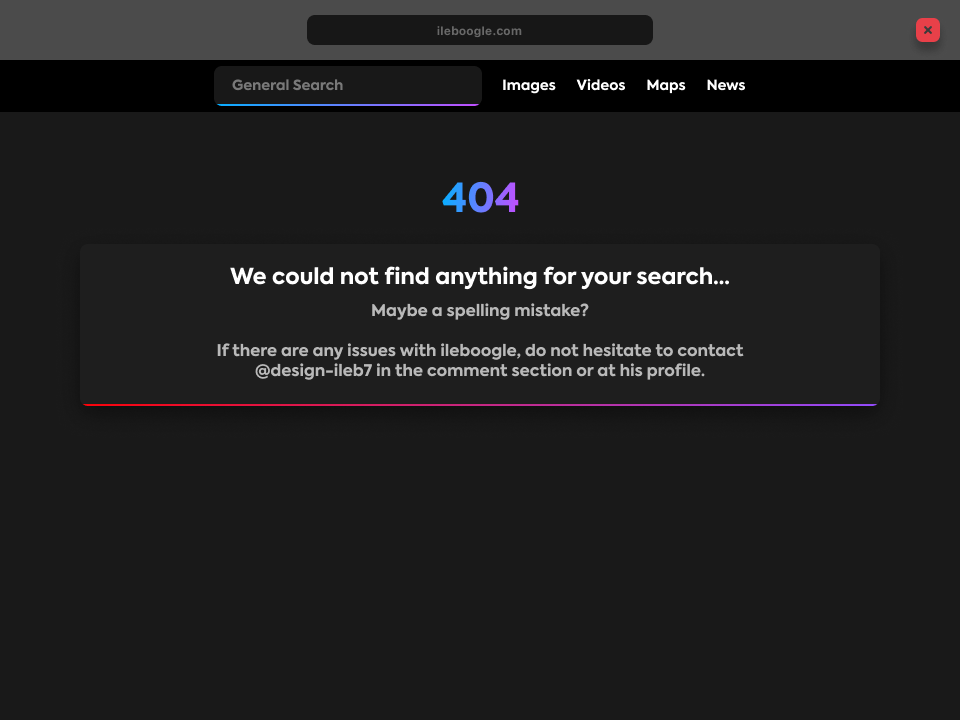 ileboogle.com
General Search
Images
Videos
Maps
News
404
We could not find anything for your search...
Maybe a spelling mistake?
If there are any issues with ileboogle, do not hesitate to contact
@design-ileb7 in the comment section or at his profile.